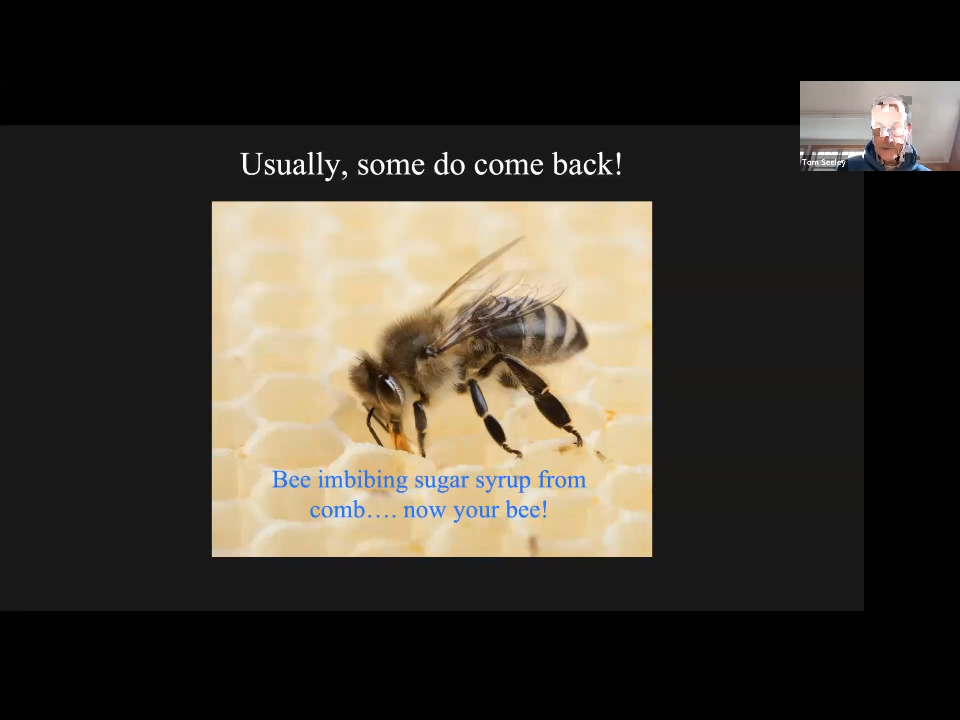 Usually, some do come back!
Tom Seeley
Bee imbibing sugar syrup from
comb…. now your bee!